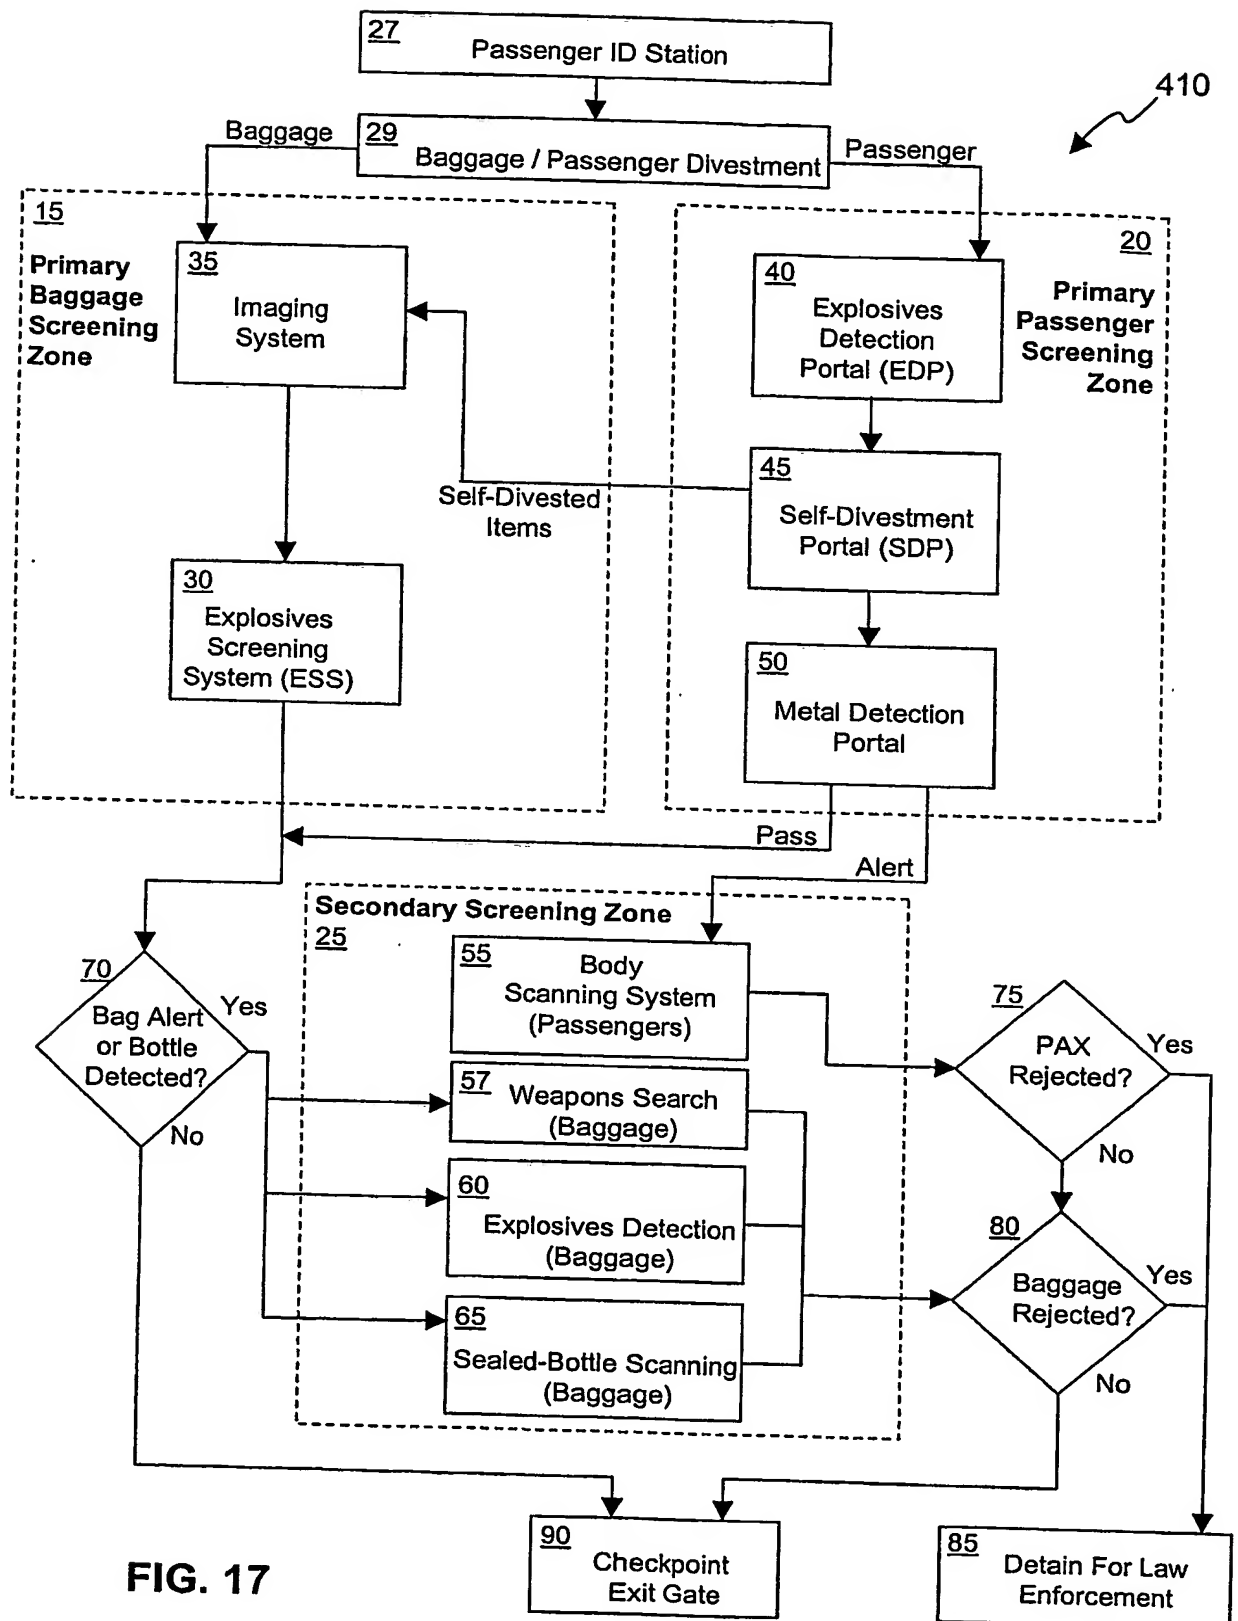 27
Passenger ID Station
410
Baggage
29
Baggage / Passenger Divestment
Passenger
15
Primary
Baggage
Screening
Zone
35
Imaging
System
20
Primary
Passenger
Screening
Zone
40
Explosives
Detection
Portal (EDP)
45
Self-Divestment
Portal (SDP)
Self-Divested
Items
30
Explosives
Screening
System (ESS)
50
Metal Detection
Portal
Pass
Alert
Secondary Screening Zone
25
55
Body
Scanning System
(Passengers)
70
Bag Alert
or Bottle
Detected?
Yes
No
57
Weapons Search
(Baggage)
60
Explosives Detection
(Baggage)
65
Sealed-Bottle Scanning
(Baggage)
75
PAX
Rejected?
Yes
No
80
Baggage
Rejected?
Yes
No
90
Checkpoint
Exit Gate
85
Detain For Law
Enforcement
FIG. 17